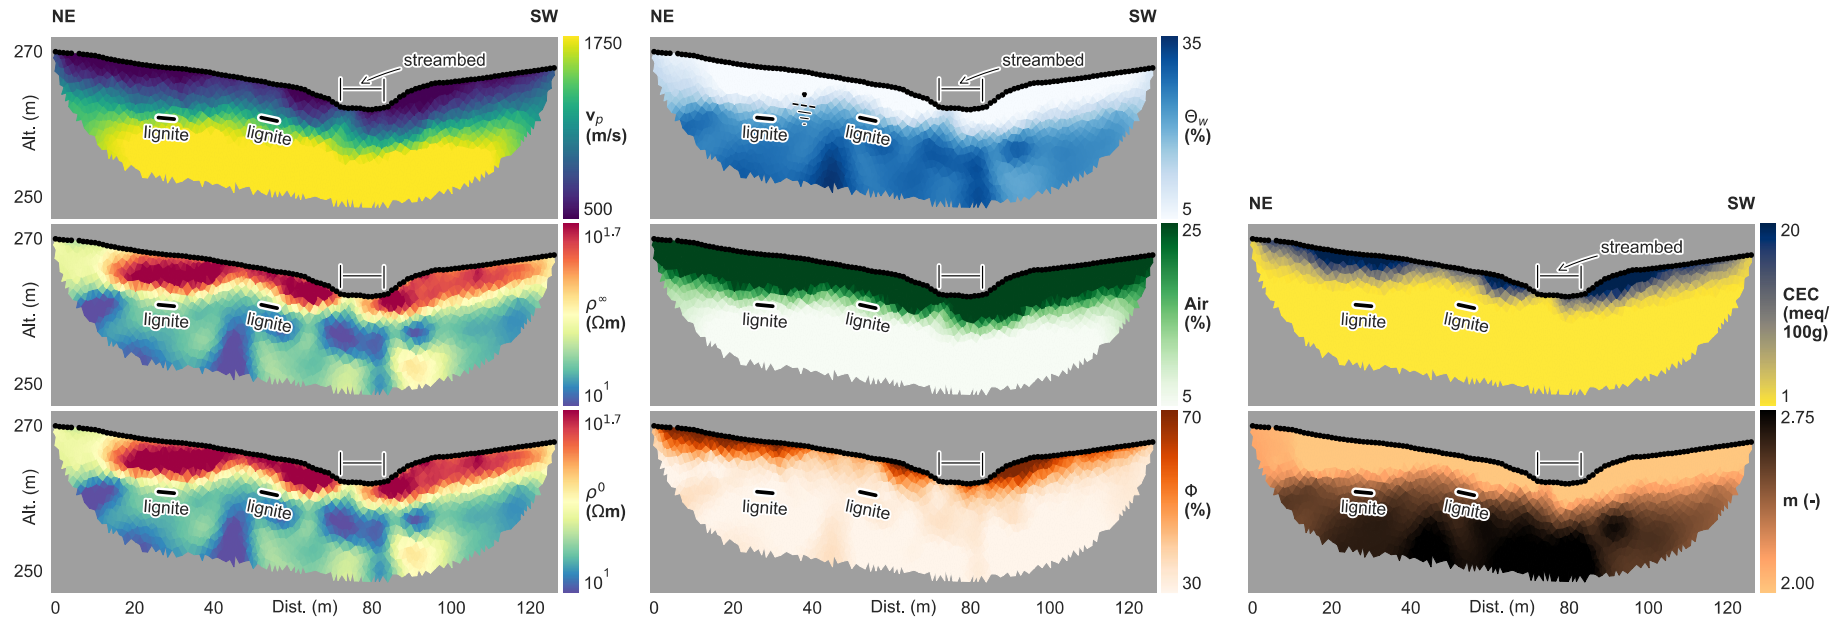 NE SW
270
streambed
1750
lignite
lignite
v_p
(m/s)
Alt. (m)
250
500
NE SW
streambed
35
lignite
lignite
Θ_w
(%)
5
270
10^1.7
lignite
lignite
ρ^∞
(Ωm)
Alt. (m)
250
10^1
25
lignite
lignite
Air
(%)
5
NE SW
streambed
20
lignite
lignite
CEC
(meq/
100g)
1
270
10^1.7
lignite
lignite
ρ^0
(Ωm)
Alt. (m)
250
10^1
0 20 40 Dist. (m) 80 100 120
70
lignite
lignite
Φ
(%)
30
0 20 40 Dist. (m) 80 100 120
2.75
lignite
lignite
m (-)
2.00
0 20 40 Dist. (m) 80 100 120